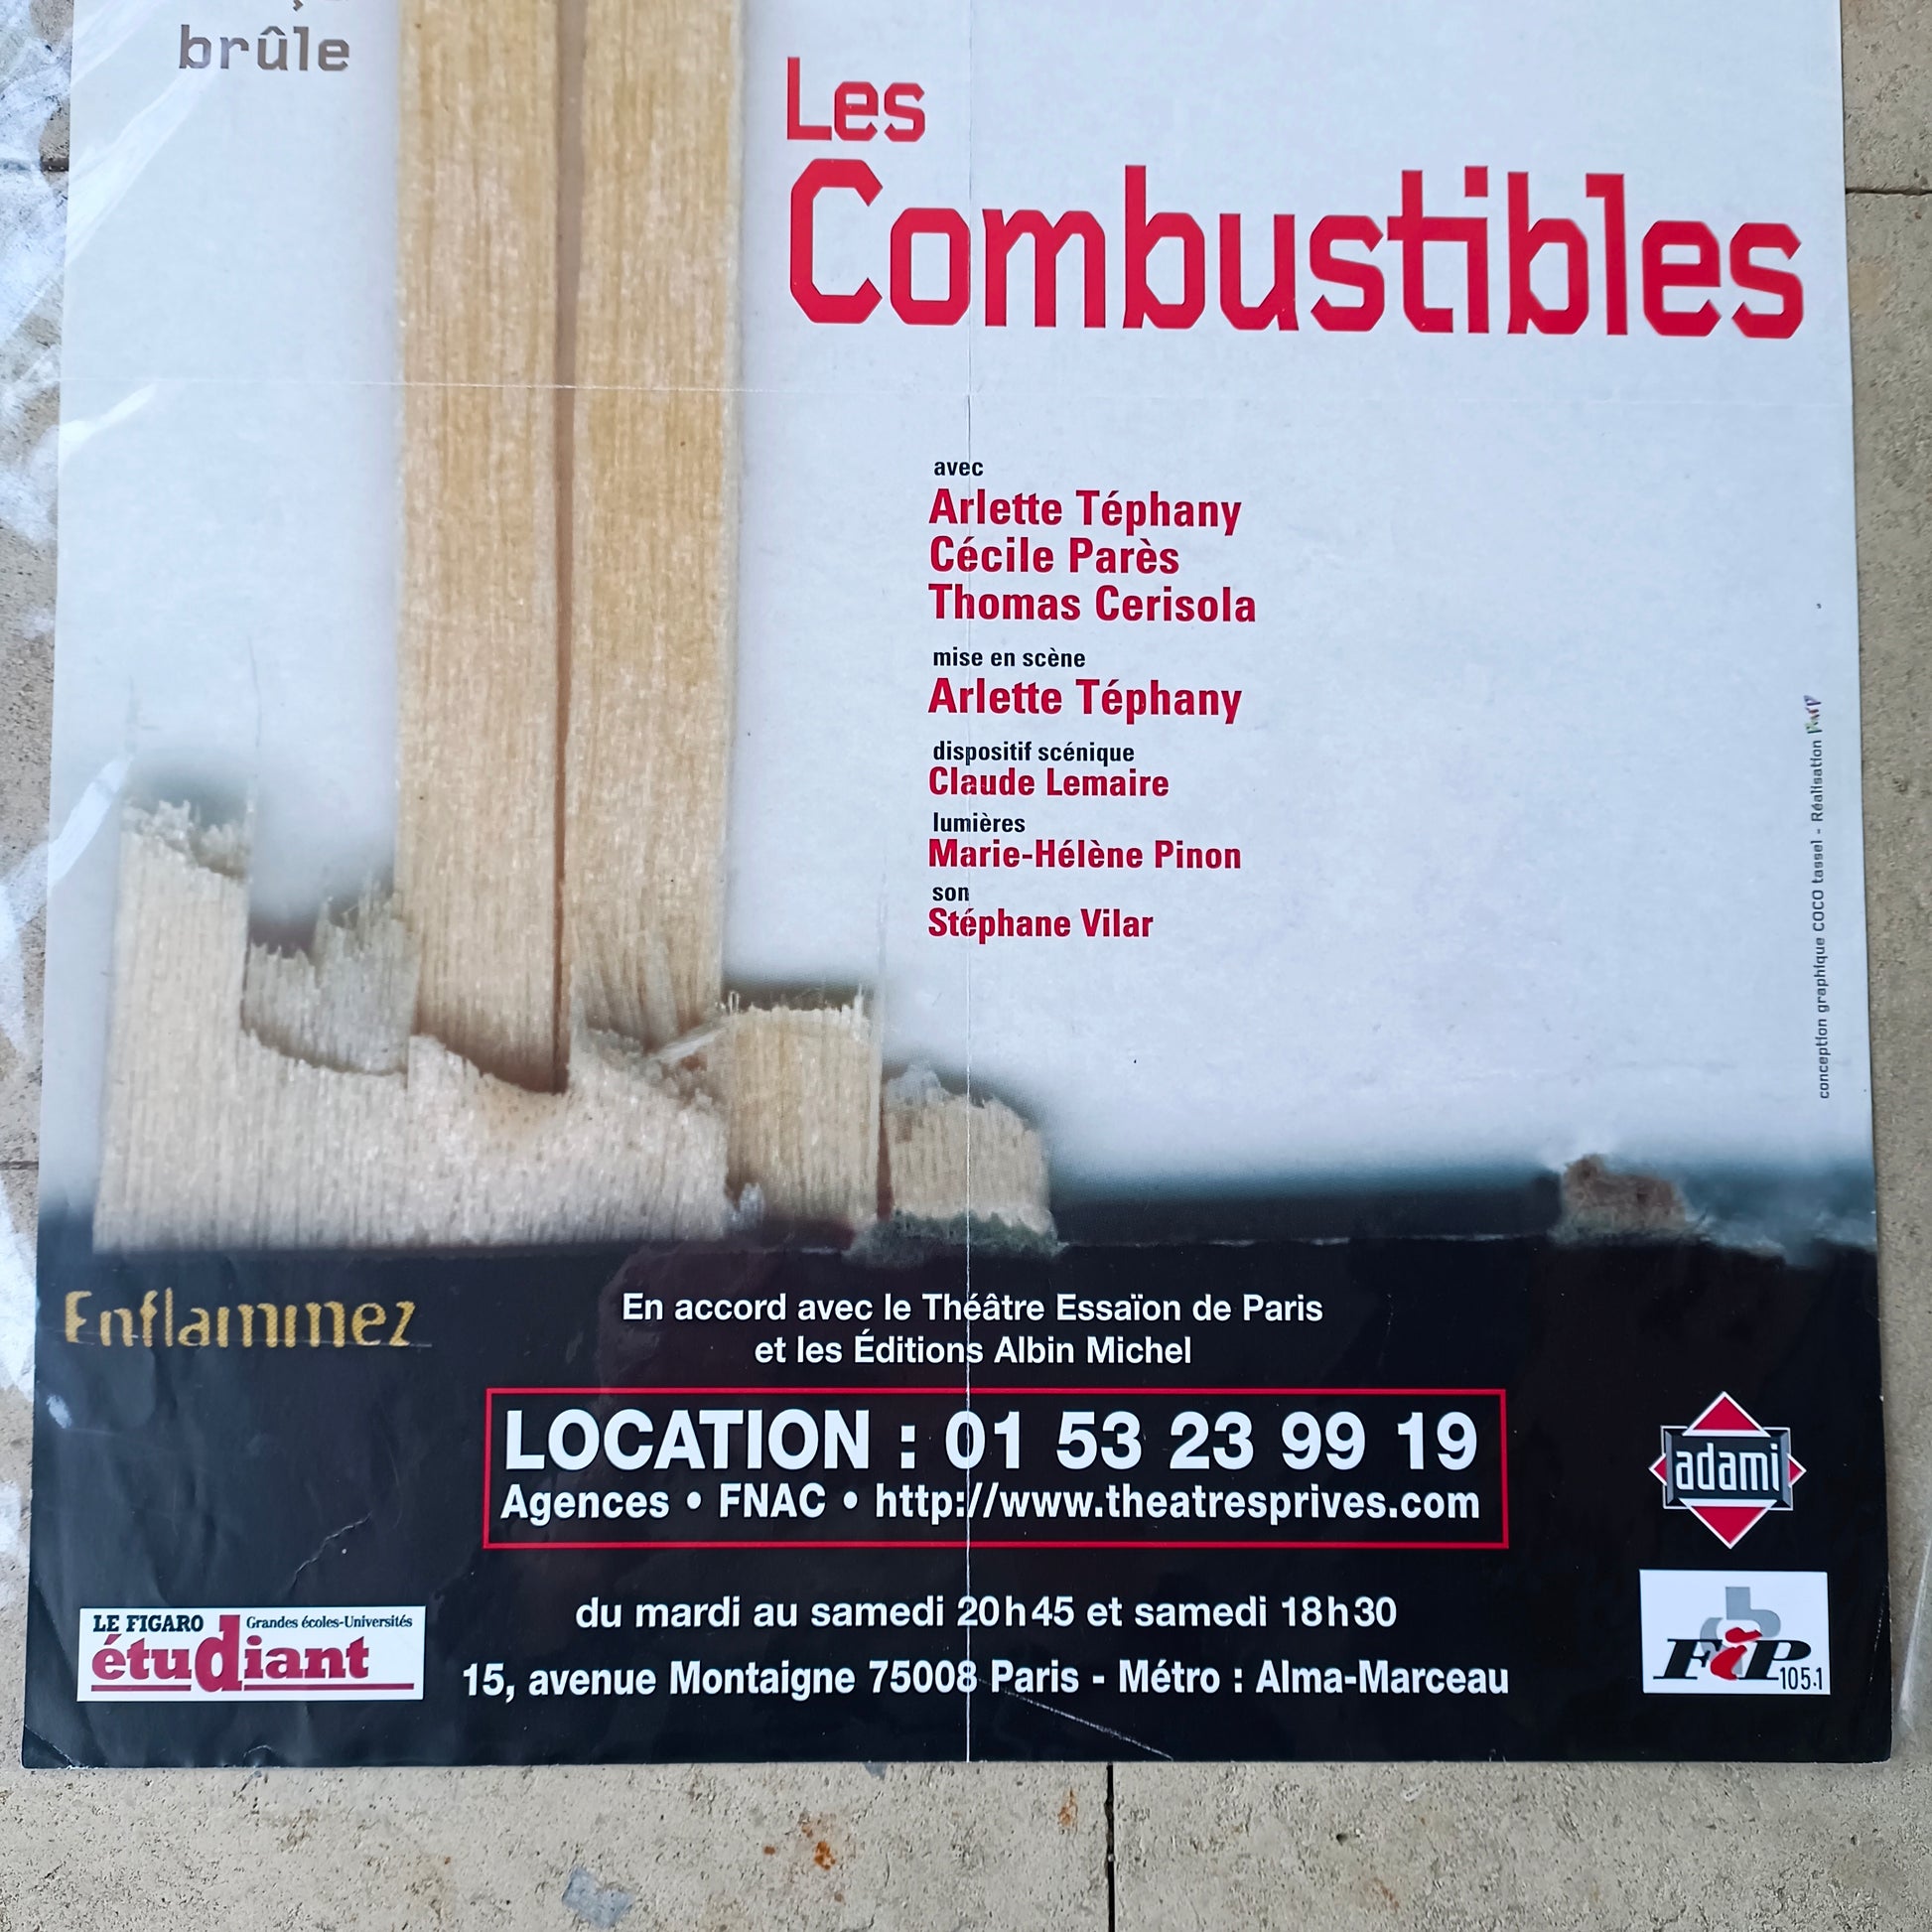 brûle
Les
Combustibles
avec
Arlette Téphany
Cécile Parès
Thomas Cerisola
mise en scène
Arlette Téphany
dispositif scénique
Claude Lemaire
lumières
Marie-Hélène Pinon
son
Stéphane Vilar
conception graphique COCO tassel - Réalisation
Enflammez
En accord avec le Théâtre Essaïon de Paris
et les Éditions Albin Michel
LOCATION : 01 53 23 99 19
Agences • FNAC • http://www.theatresprives.com
adami
du mardi au samedi 20h45 et samedi 18h30
15, avenue Montaigne 75008 Paris - Métro : Alma-Marceau
LE FIGARO Grandes écoles-Universités
étudiant
FiP 105.1